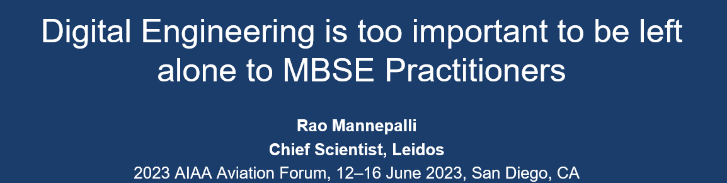 Digital Engineering is too important to be left
alone to MBSE Practitioners
Rao Mannepalli
Chief Scientist, Leidos
2023 AIAA Aviation Forum, 12–16 June 2023, San Diego, CA